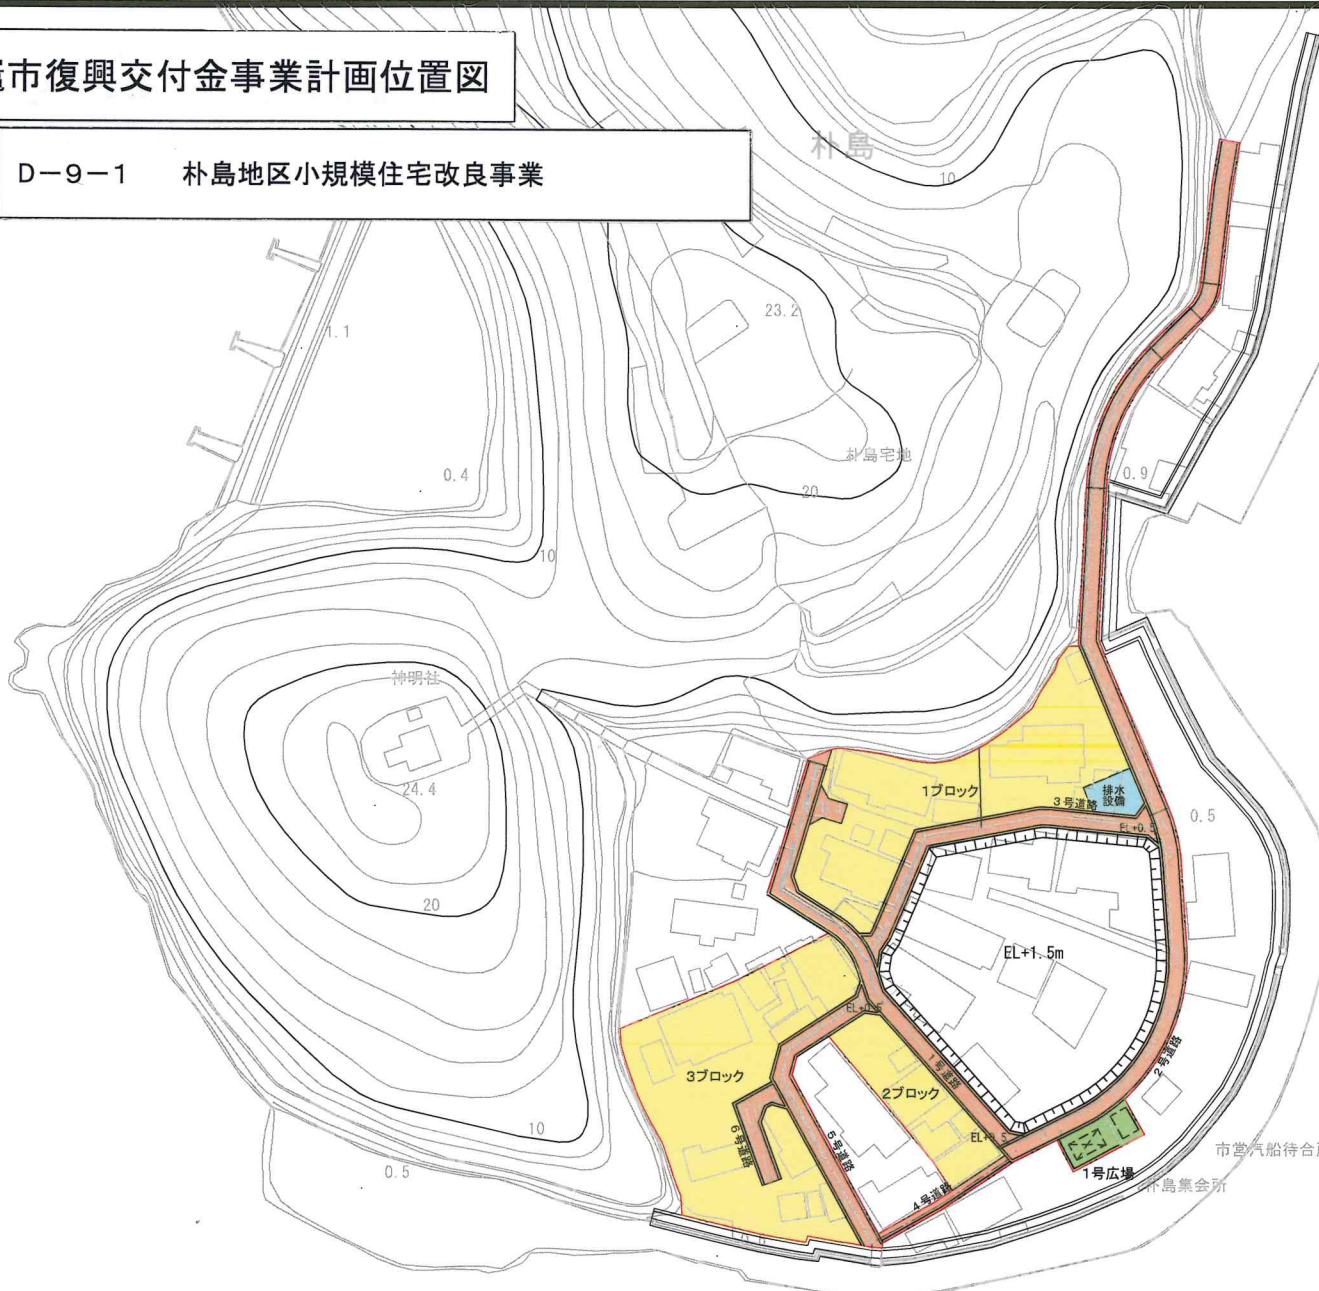 市復興交付金事業計画位置図
D－9－1　朴島地区小規模住宅改良事業
朴島
10
23.2
1.1
0.4
朴島宅地
0.9
20
10
神明社
24.4
1ブロック
排水
設備
3号道路
EL+0.5
0.5
20
EL+1.5m
3ブロック
1号道路
2号道路
2ブロック
6号道路
5号道路
10
0.5
4号道路
1号広場
市営汽船待合
朴島集会所